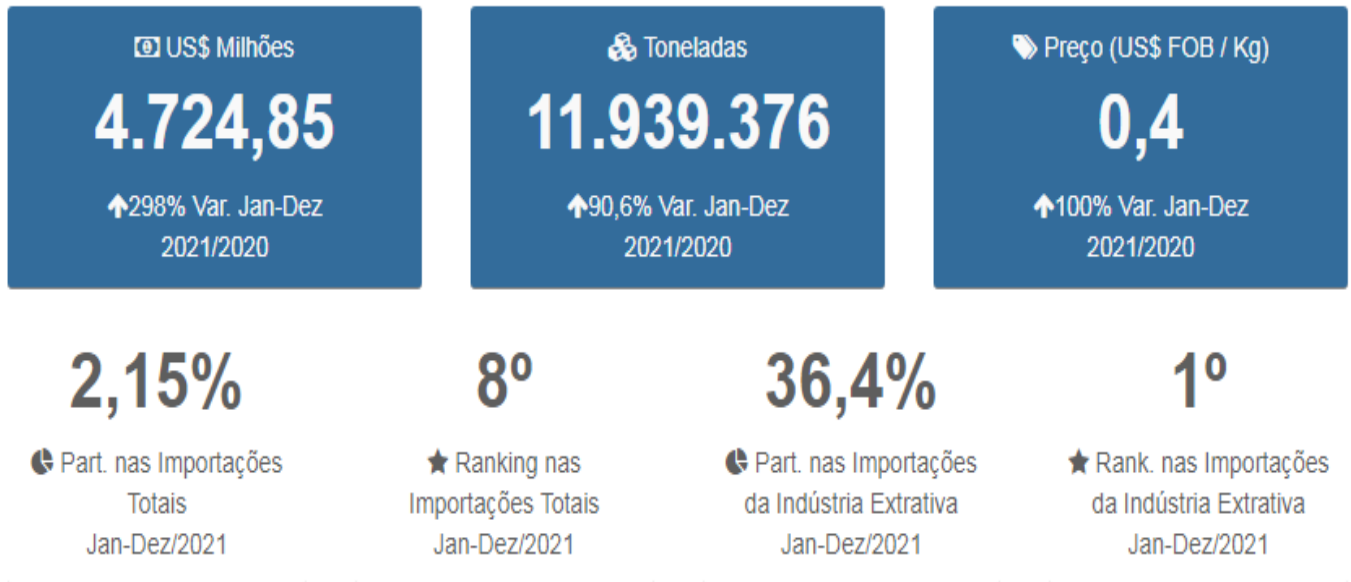 US$ Milhões
4.724,85
298% Var. Jan-Dez
2021/2020
Toneladas
11.939.376
90,6% Var. Jan-Dez
2021/2020
Preço (US$ FOB / Kg)
0,4
100% Var. Jan-Dez
2021/2020
2,15%
Part. nas Importações
Totais
Jan-Dez/2021
8º
Ranking nas
Importações Totais
Jan-Dez/2021
36,4%
Part. nas Importações
da Indústria Extrativa
Jan-Dez/2021
1º
Rank. nas Importações
da Indústria Extrativa
Jan-Dez/2021